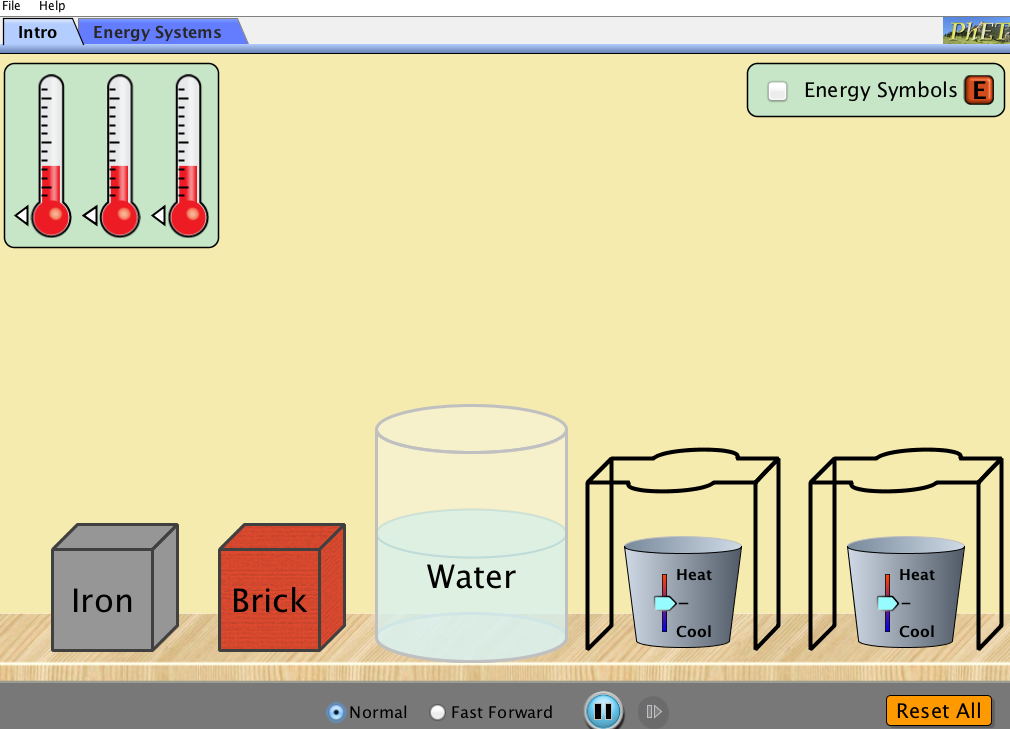 File Help
Intro Energy Systems
PhET
Energy Symbols E
Iron
Brick
Water
Heat
Cool
Heat
Cool
Normal Fast Forward
Reset All